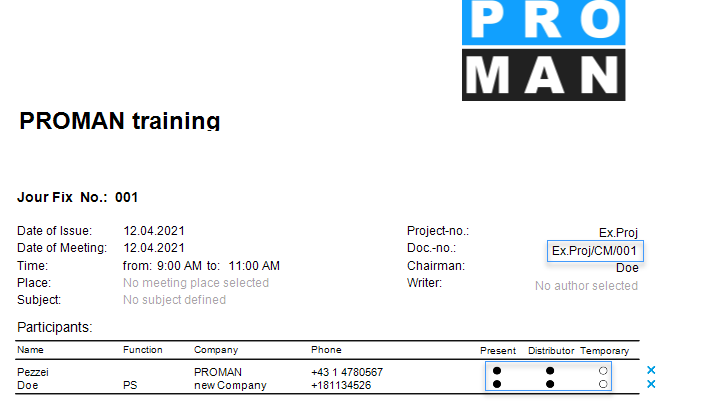 PRO
MAN
PROMAN training
Jour Fix No.: 001
Date of Issue: 12.04.2021 Project-no.: Ex.Proj
Date of Meeting: 12.04.2021 Doc.-no.: Ex.Proj/CM/001
Time: from: 9:00 AM to: 11:00 AM Chairman: Doe
Place: No meeting place selected Writer: No author selected
Subject: No subject defined
Participants:
Name Function Company Phone Present Distributor Temporary
Pezzei PROMAN +43 1 4780567
Doe PS new Company +181134526